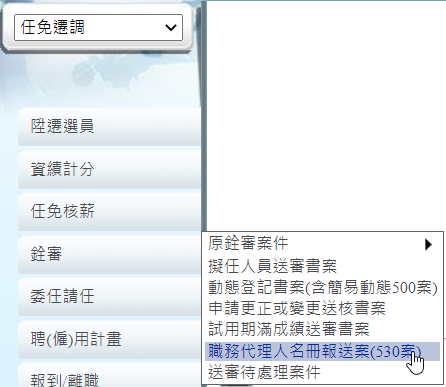 任免遷調
陞遷選員
資績計分
任免核薪
銓審
委任請任
聘(僱)用計畫
報到/離職
原銓審案件
擬任人員送審書案
動態登記書案(含簡易動態500案)
申請更正或變更送核書案
試用期滿成績送審書案
職務代理人名冊報送案(530案)
送審待處理案件